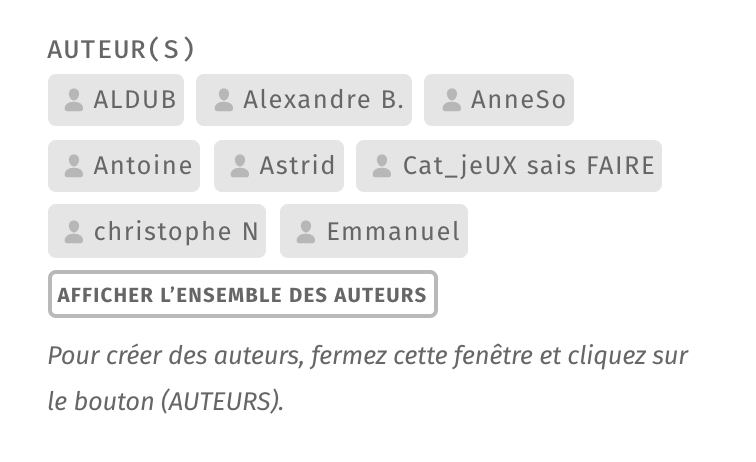 AUTEUR(S)
ALDUB Alexandre B. AnneSo
Antoine Astrid Cat_jeUX sais FAIRE
christophe N Emmanuel
AFFICHER L’ENSEMBLE DES AUTEURS
Pour créer des auteurs, fermez cette fenêtre et cliquez sur
le bouton (AUTEURS).